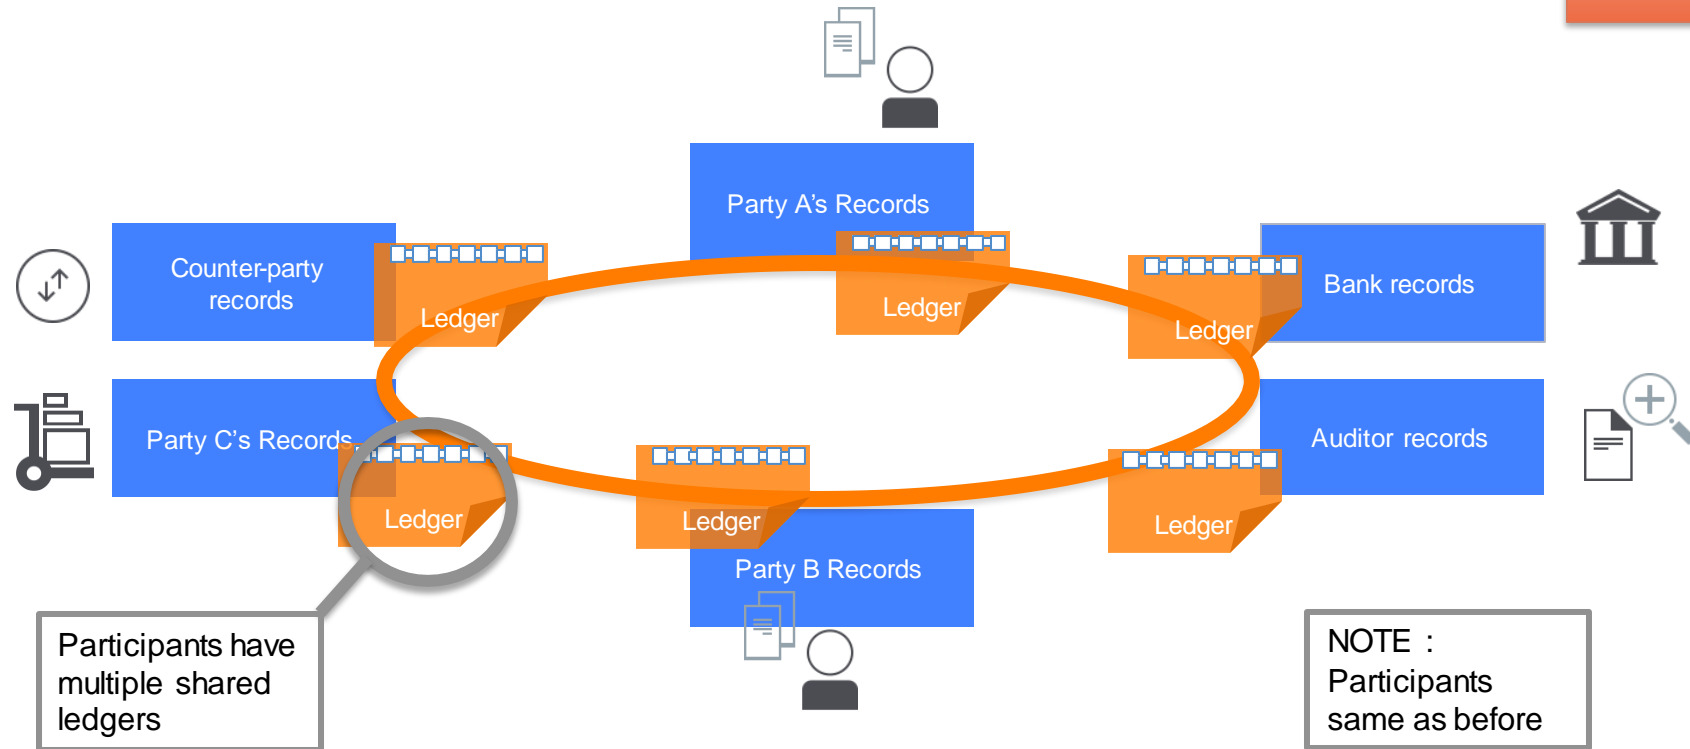 Party A's Records
Counter-party
records
Ledger
Ledger
Bank records
Ledger
Party C's Records
Ledger
Ledger
Party B Records
Auditor records
Ledger
Participants have
multiple shared
ledgers
NOTE :
Participants
same as before